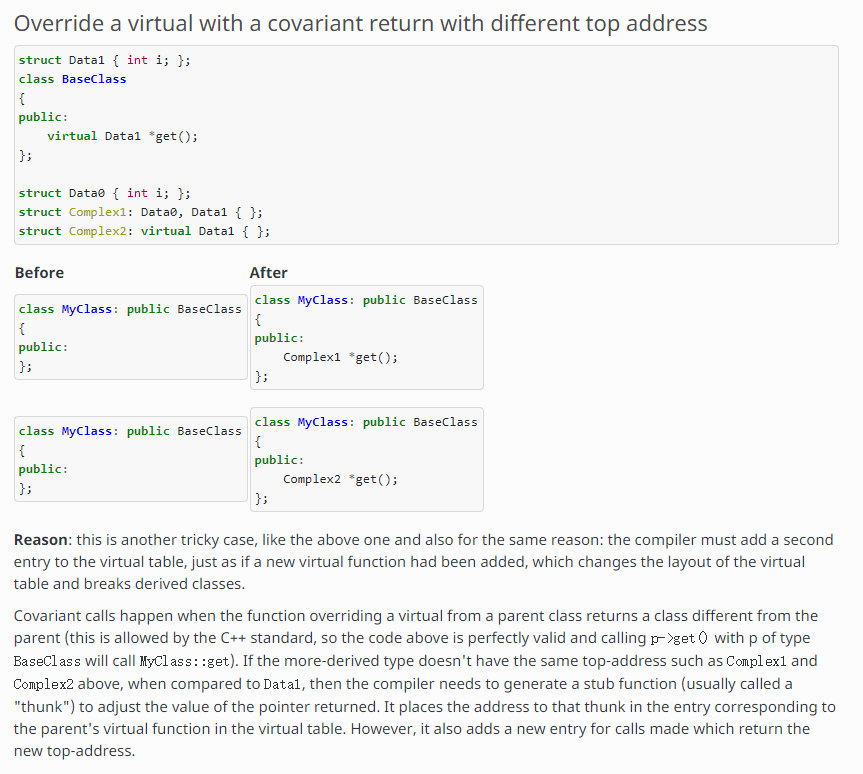 Override a virtual with a covariant return with different top address
struct Data1 { int i; };
class BaseClass
{
public:
    virtual Data1 *get();
};
struct Data0 { int i; };
struct Complex1: Data0, Data1 { };
struct Complex2: virtual Data1 { };
Before
After
class MyClass: public BaseClass
{
public:
};
class MyClass: public BaseClass
{
public:
    Complex1 *get();
};
class MyClass: public BaseClass
{
public:
};
class MyClass: public BaseClass
{
public:
    Complex2 *get();
};
Reason: this is another tricky case, like the above one and also for the same reason: the compiler must add a second
entry to the virtual table, just as if a new virtual function had been added, which changes the layout of the virtual
table and breaks derived classes.
Covariant calls happen when the function overriding a virtual from a parent class returns a class different from the
parent (this is allowed by the C++ standard, so the code above is perfectly valid and calling p->get() with p of type
BaseClass will call MyClass::get). If the more-derived type doesn't have the same top-address such as Complex1 and
Complex2 above, when compared to Data1, then the compiler needs to generate a stub function (usually called a
"thunk") to adjust the value of the pointer returned. It places the address to that thunk in the entry corresponding to
the parent's virtual function in the virtual table. However, it also adds a new entry for calls made which return the
new top-address.